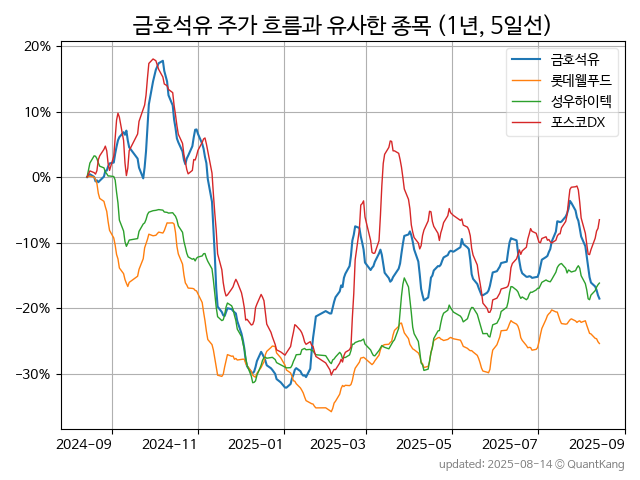 금호석유 주가 흐름과 유사한 종목 (1년, 5일선)
금호석유
롯데웰푸드
성우하이텍
포스코DX
20%
10%
0%
−10%
−20%
−30%
2024-09
2024-11
2025-01
2025-03
2025-05
2025-07
2025-09
updated: 2025-08-14 © QuantKang